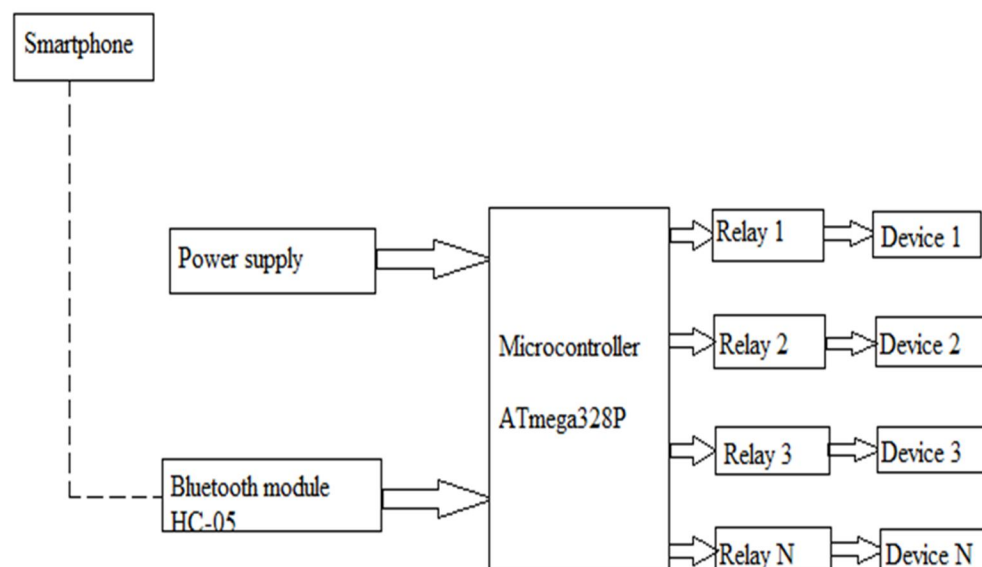 Smartphone
Power supply
Bluetooth module
HC-05
Microcontroller
ATmega328P
Relay 1
Device 1
Relay 2
Device 2
Relay 3
Device 3
Relay N
Device N